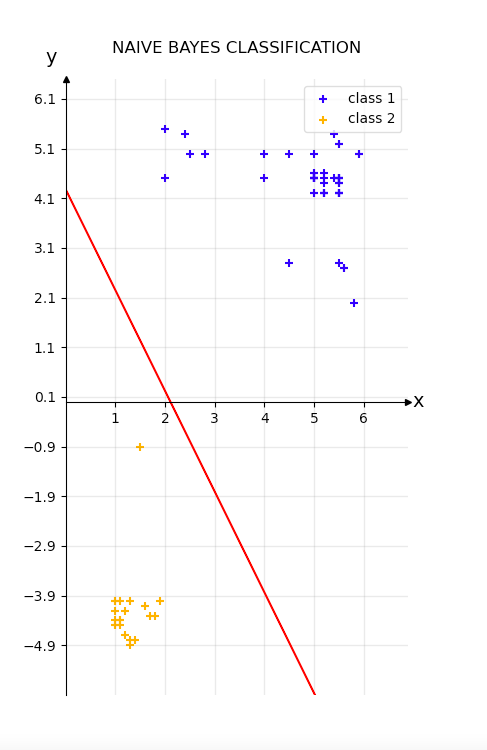 NAIVE BAYES CLASSIFICATION
y
class 1
class 2
6.1
5.1
4.1
3.1
2.1
1.1
0.1
x
1 2 3 4 5 6
−0.9
−1.9
−2.9
−3.9
−4.9